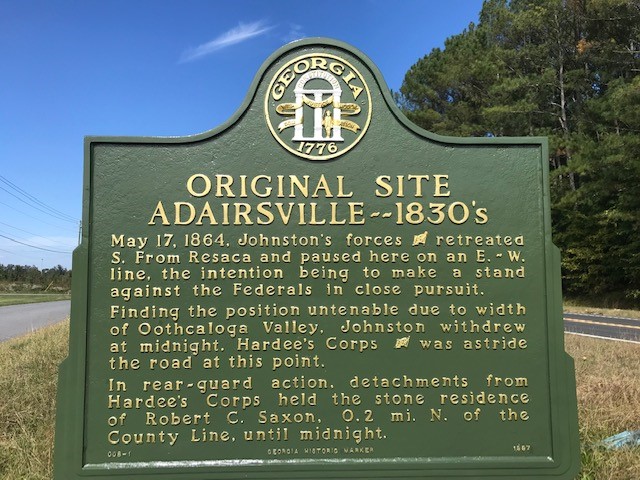 GEORGIA
1776
ORIGINAL SITE
ADAIRSVILLE--1830's
May 17, 1864, Johnston's forces retreated
S. From Resaca and paused here on an E.-W.
line, the intention being to make a stand
against the Federals in close pursuit.
Finding the position untenable due to width
of Oothcaloga Valley, Johnston withdrew
at midnight. Hardee's Corps was astride
the road at this point.
In rear-guard action, detachments from
Hardee's Corps held the stone residence
of Robert C. Saxon, 0.2 mi. N. of the
County Line, until midnight.
008-1 GEORGIA HISTORIC MARKER 1987